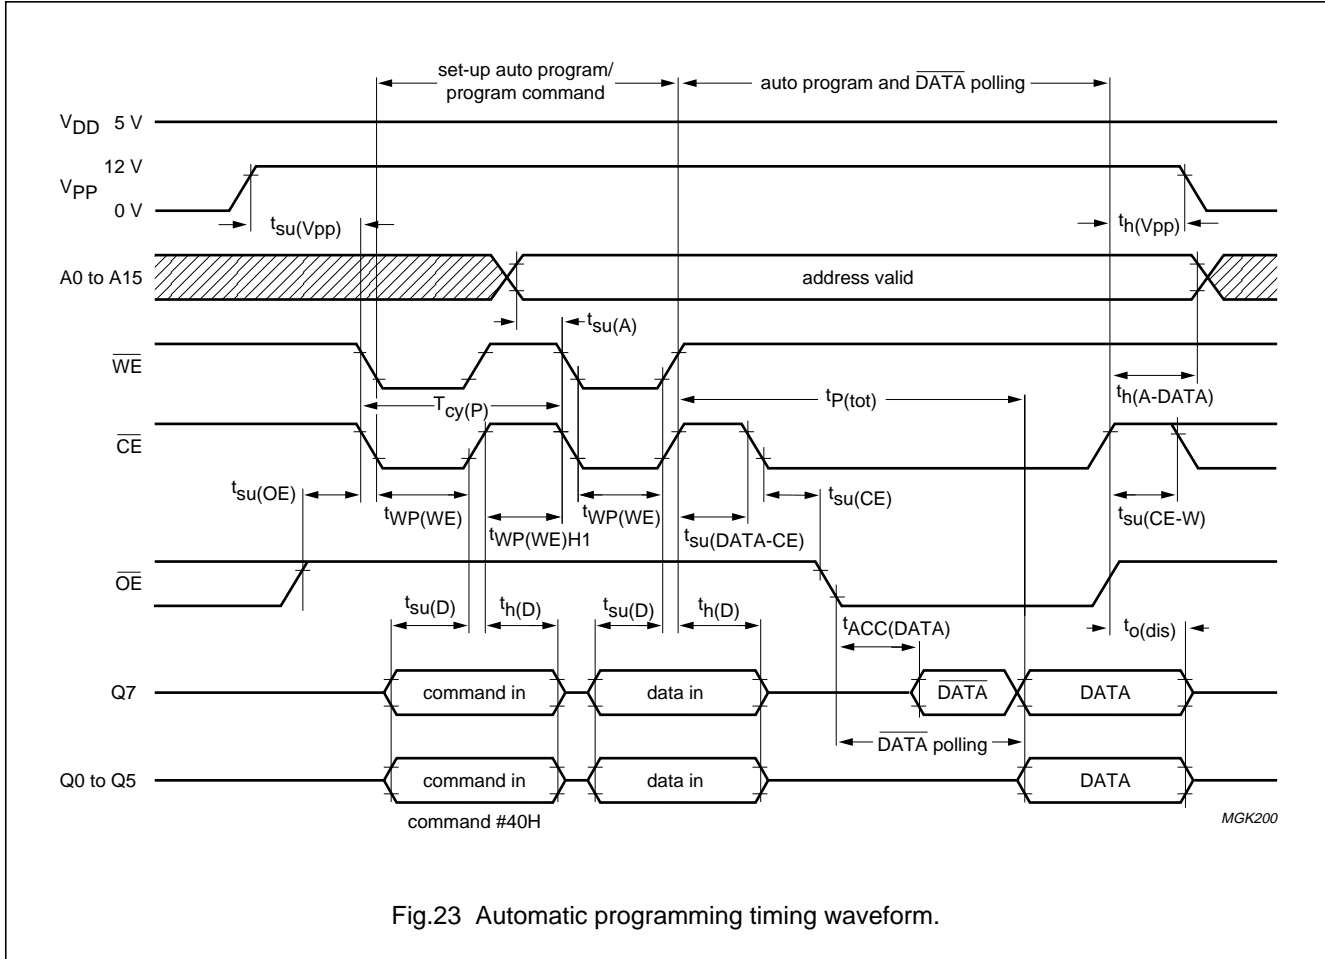 set-up auto program/
program command
auto program and DATA polling
VDD 5 V
12 V
VPP
0 V
tsu(Vpp)
th(Vpp)
A0 to A15
address valid
tsu(A)
WE
Tcy(P)
tP(tot)
th(A-DATA)
CE
tsu(OE)
tWP(WE)
tWP(WE)H1
tWP(WE)
tsu(DATA-CE)
tsu(CE)
tsu(CE-W)
OE
tsu(D)
th(D)
tsu(D)
th(D)
tACC(DATA)
to(dis)
Q7
command in
data in
DATA
DATA
DATA polling
Q0 to Q5
command in
data in
DATA
command #40H
MGK200
Fig.23 Automatic programming timing waveform.